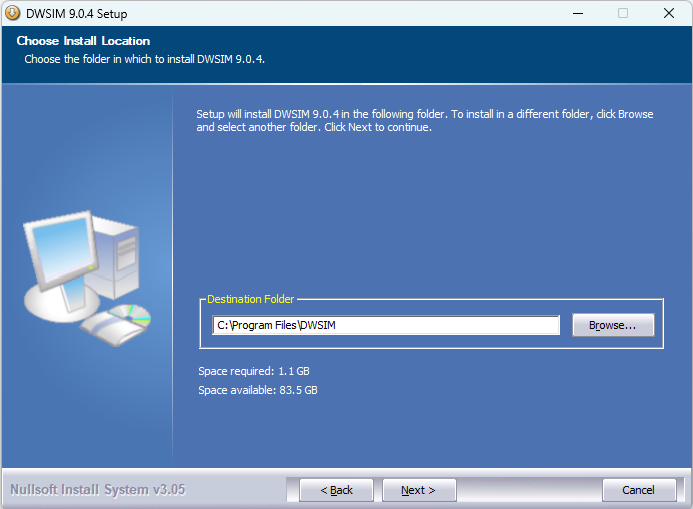 DWSIM 9.0.4 Setup
Choose Install Location
Choose the folder in which to install DWSIM 9.0.4.
Setup will install DWSIM 9.0.4 in the following folder. To install in a different folder, click Browse
and select another folder. Click Next to continue.
Destination Folder
C:\Program Files\DWSIM
Browse...
Space required: 1.1 GB
Space available: 83.5 GB
Nullsoft Install System v3.05
< Back
Next >
Cancel